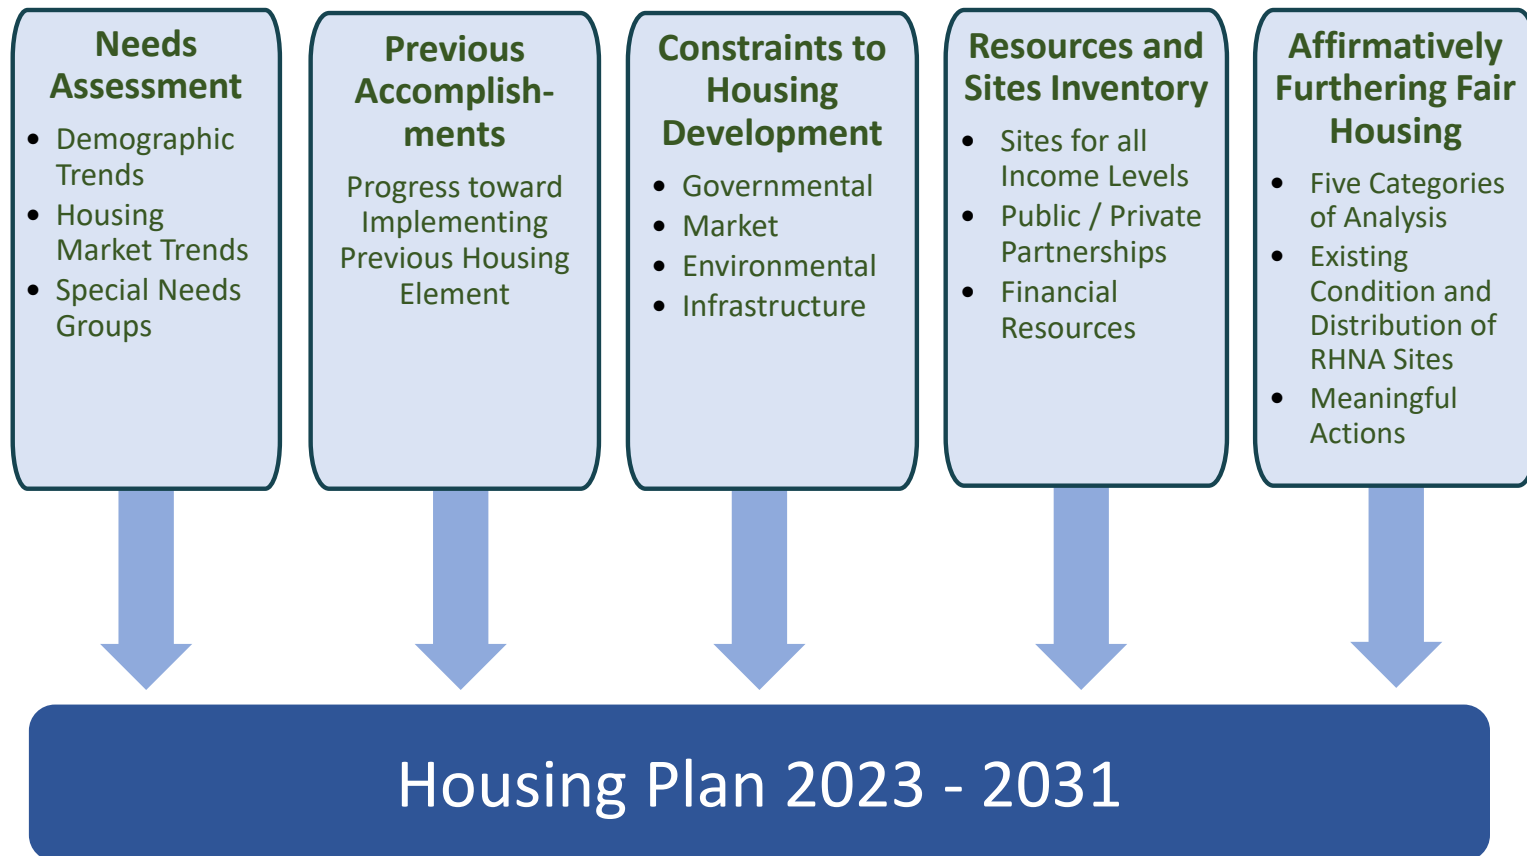 Needs
Assessment
• Demographic
Trends
• Housing
Market Trends
• Special Needs
Groups
Previous
Accomplish-
ments
Progress toward
Implementing
Previous Housing
Element
Constraints to
Housing
Development
• Governmental
• Market
• Environmental
• Infrastructure
Resources and
Sites Inventory
• Sites for all
Income Levels
• Public / Private
Partnerships
• Financial
Resources
Affirmatively
Furthering Fair
Housing
• Five Categories
of Analysis
• Existing
Condition and
Distribution of
RHNA Sites
• Meaningful
Actions
Housing Plan 2023 - 2031